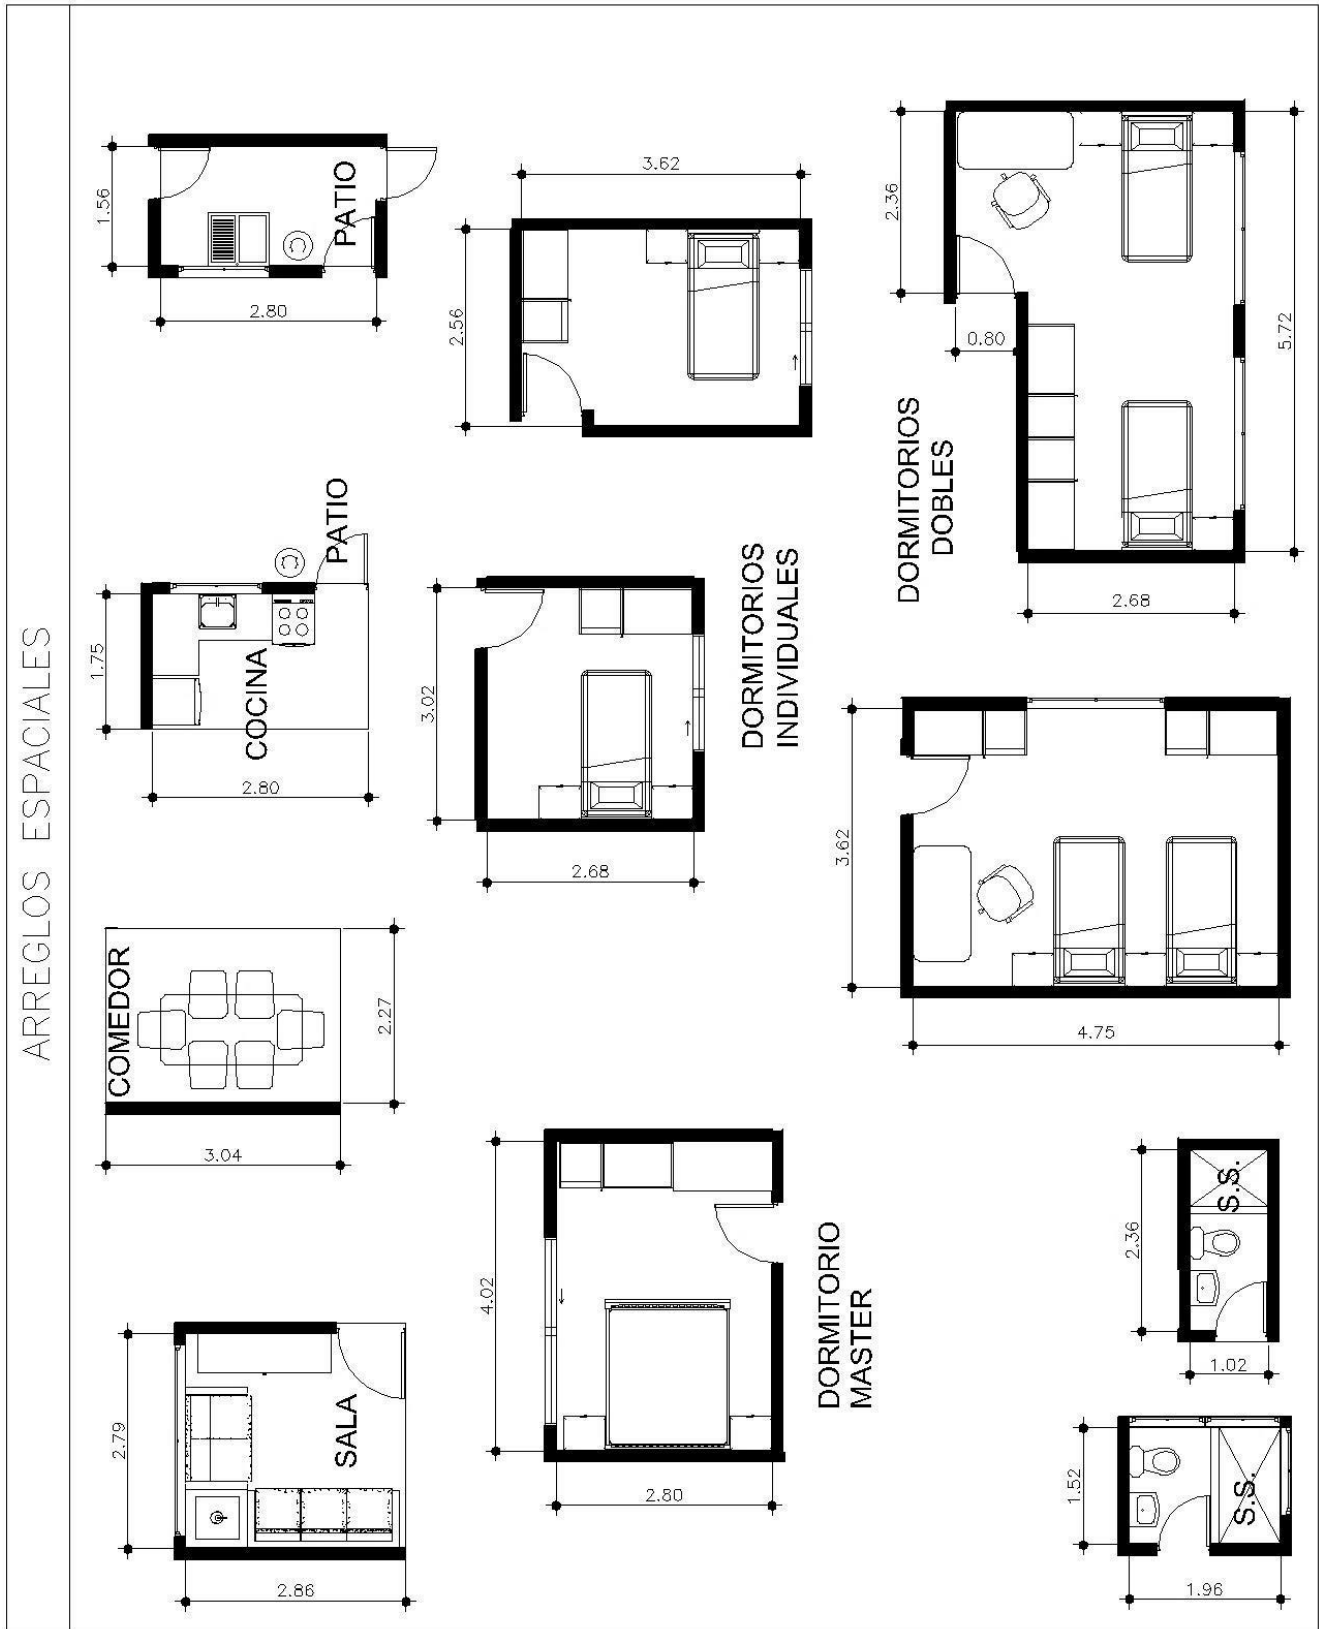 ARREGLOS ESPACIALES
1.56
PATIO
2.80
3.62
2.56
2.36
5.72
0.80
DORMITORIOS
DOBLES
2.68
PATIO
1.75
COCINA
2.80
3.02
2.68
DORMITORIOS
INDIVIDUALES
3.62
4.75
COMEDOR
2.27
3.04
4.02
2.80
DORMITORIO
MASTER
2.36
S.S.
1.02
2.79
SALA
2.86
1.52
S.S.
1.96